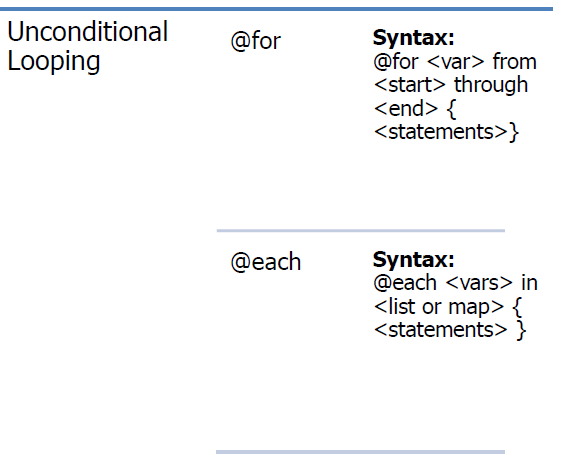 Unconditional
Looping
@for
Syntax:
@for <var> from
<start> through
<end> {
<statements>}
@each
Syntax:
@each <vars> in
<list or map> {
<statements> }